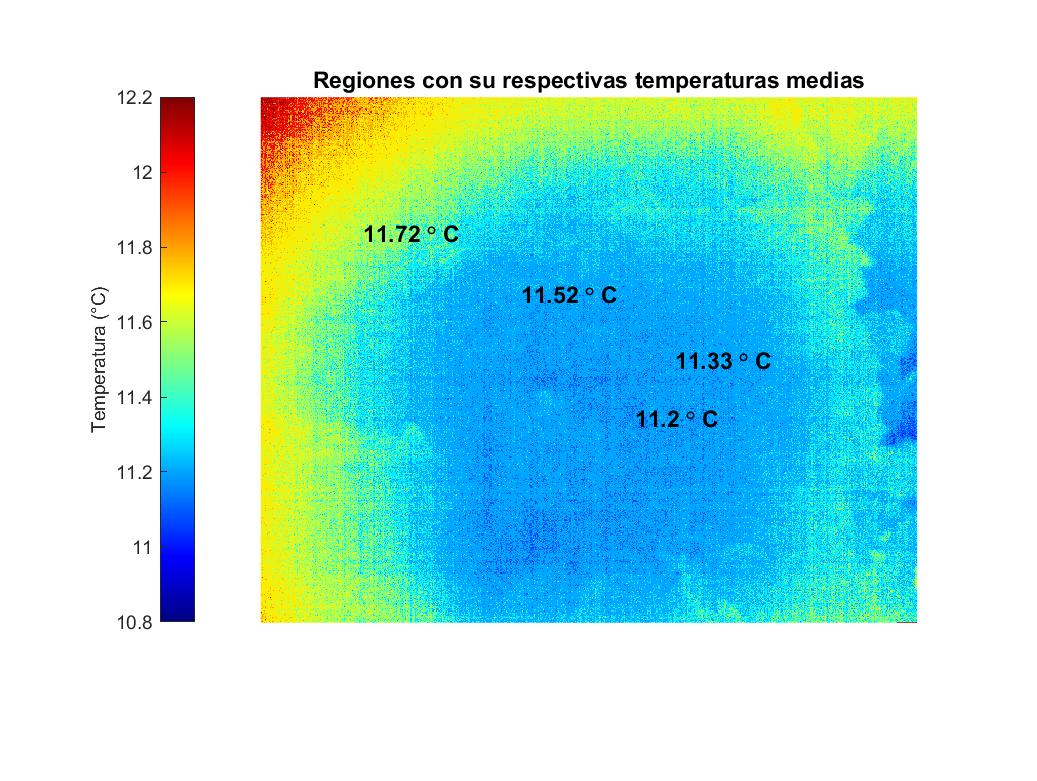 Regiones con su respectivas temperaturas medias
12.2
12
11.8
11.6
11.4
11.2
11
10.8
Temperatura (°C)
11.72 ° C
11.52 ° C
11.33 ° C
11.2 ° C